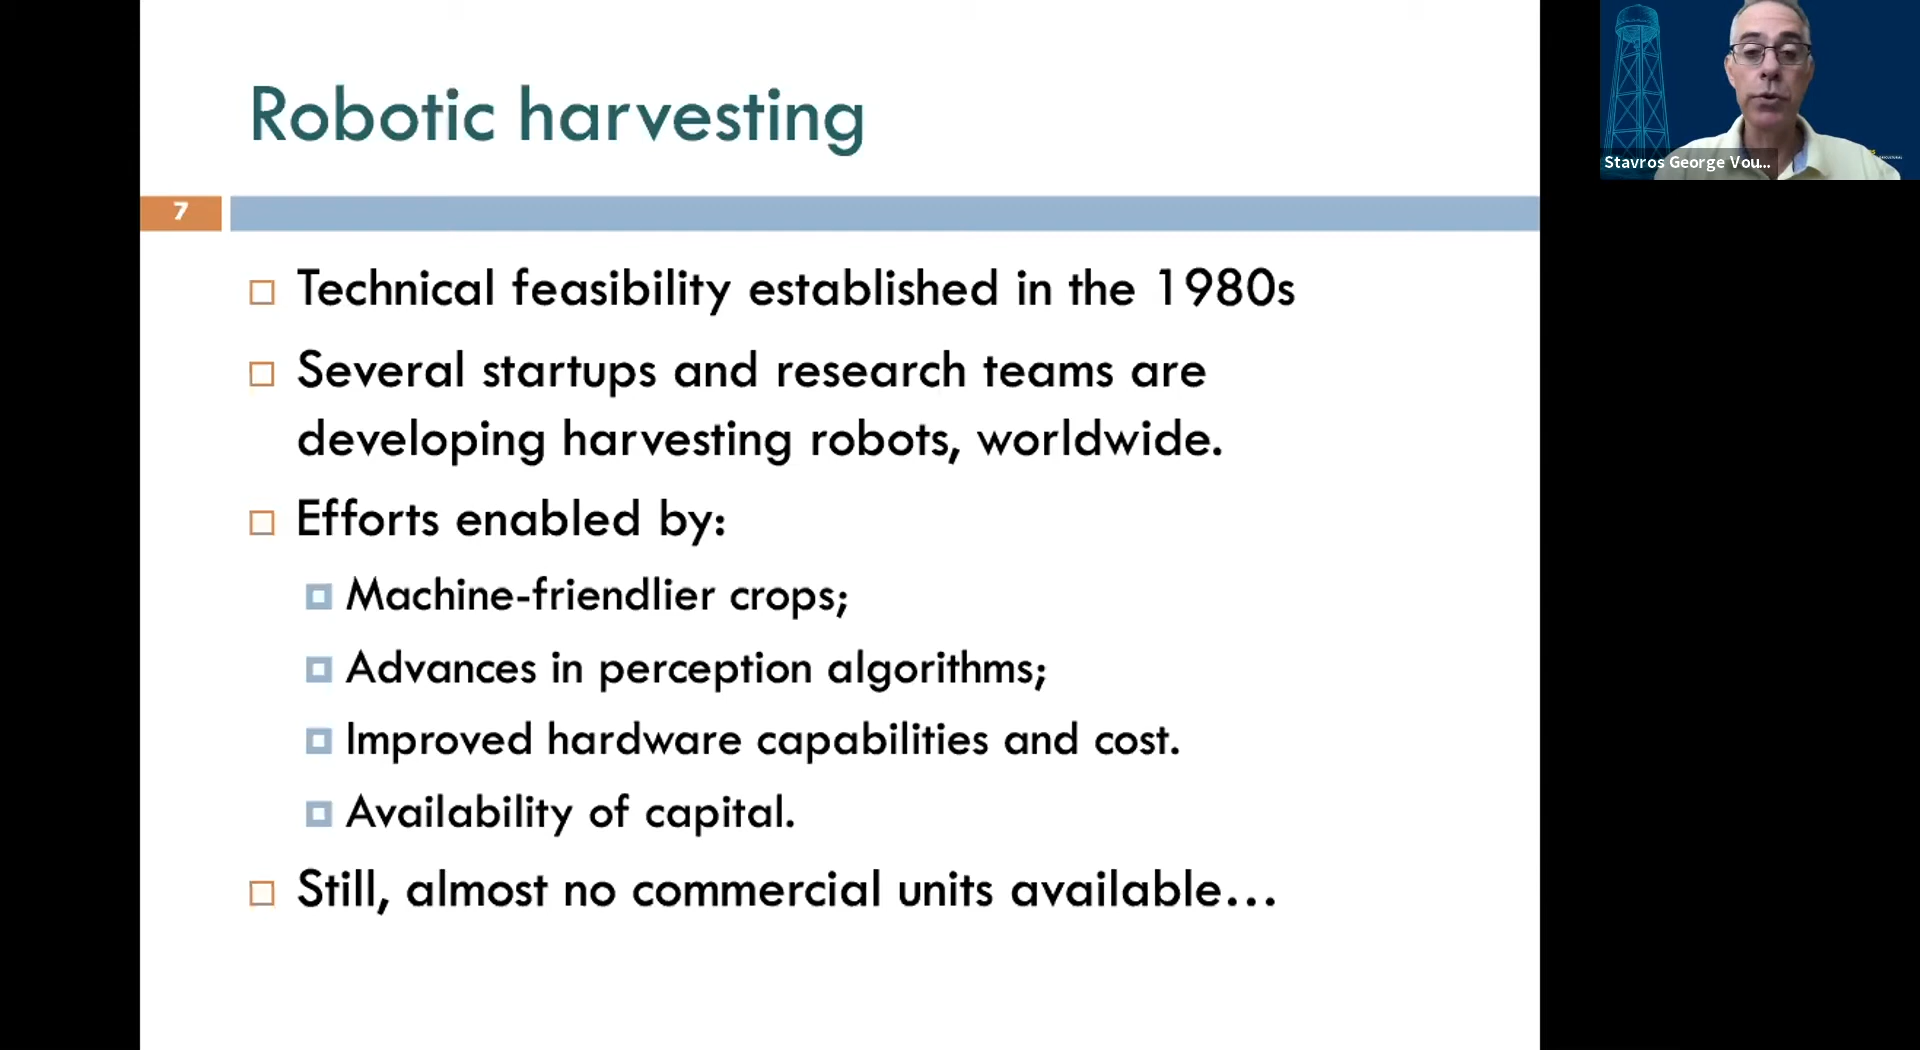 Robotic harvesting
7
Technical feasibility established in the 1980s
Several startups and research teams are
developing harvesting robots, worldwide.
Efforts enabled by:
Machine-friendlier crops;
Advances in perception algorithms;
Improved hardware capabilities and cost.
Availability of capital.
Still, almost no commercial units available...
Stavros George Vou...